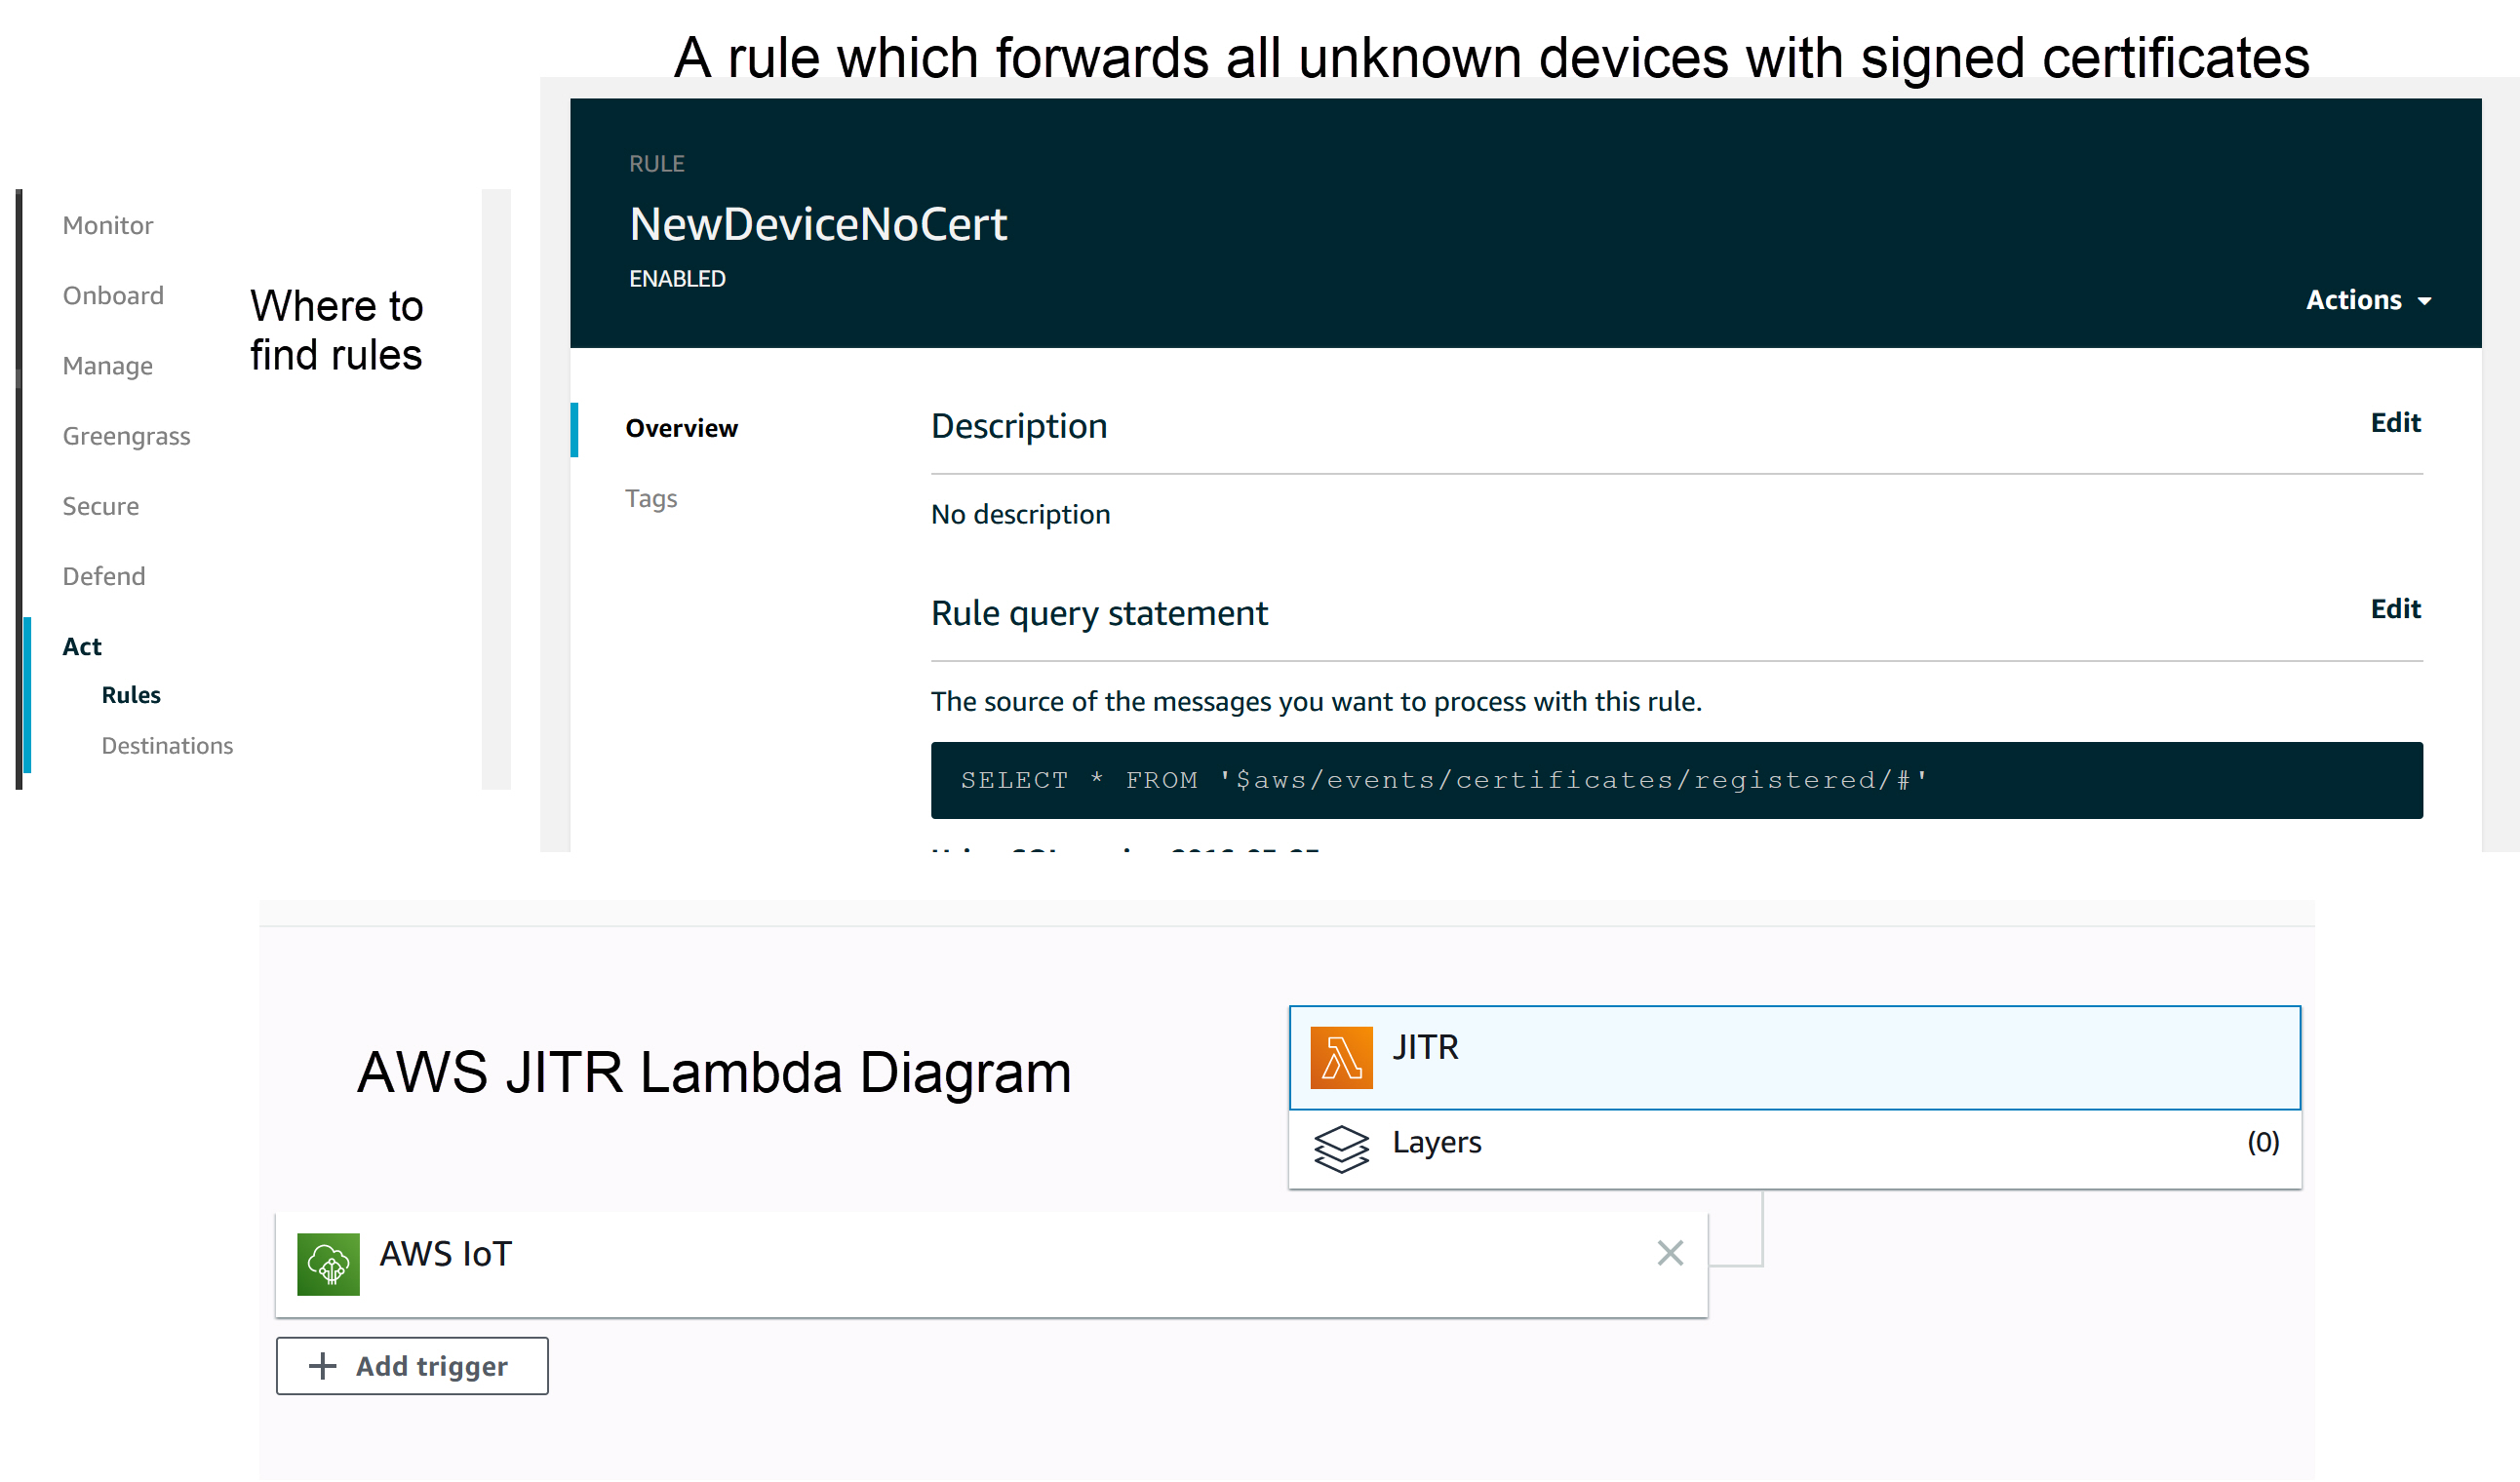 A rule which forwards all unknown devices with signed certificates
Monitor
Onboard
Manage
Greengrass
Secure
Defend
Act
Rules
Destinations
Where to
find rules
RULE
NewDeviceNoCert
ENABLED
Actions
Overview
Tags
Description
Edit
No description
Rule query statement
Edit
The source of the messages you want to process with this rule.
SELECT * FROM '$aws/events/certificates/registered/#'
AWS JITR Lambda Diagram
JITR
Layers (0)
AWS IoT
Add trigger